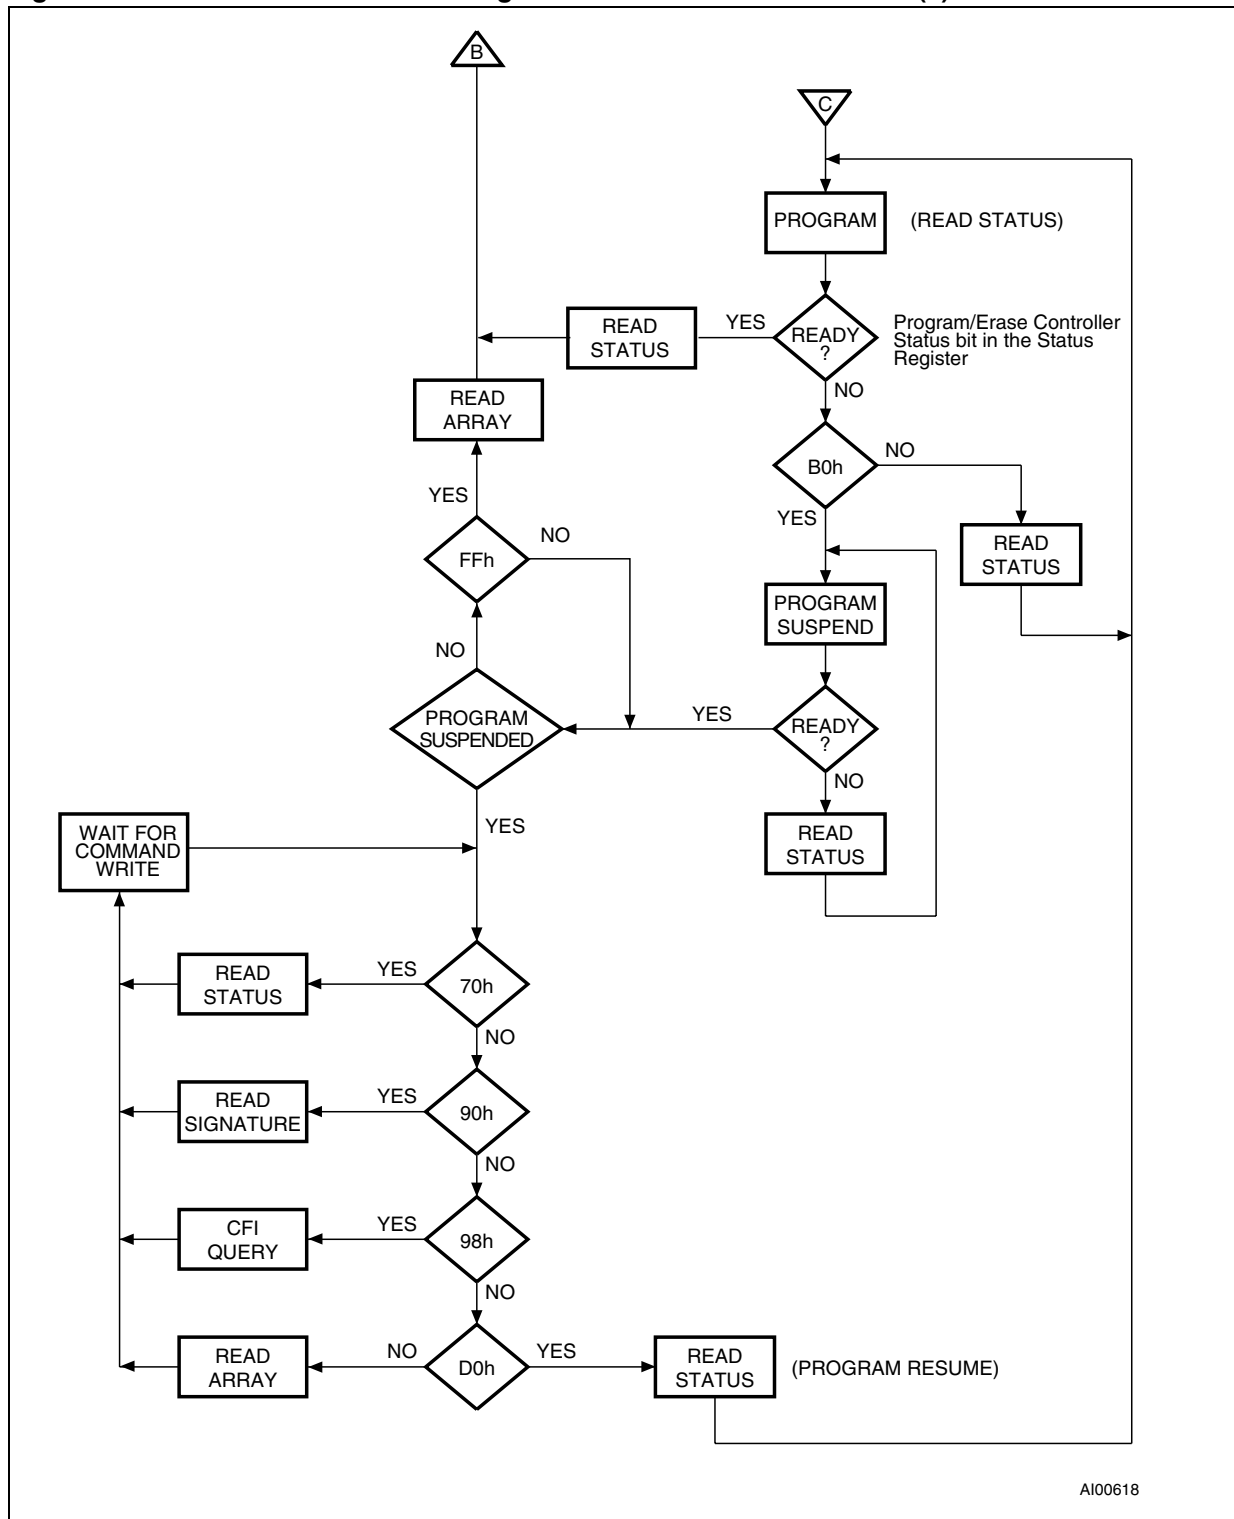 B
C
PROGRAM
(READ STATUS)
READ
STATUS
YES
READY
?
Program/Erase Controller
Status bit in the Status
Register
NO
READ
ARRAY
B0h
NO
YES
YES
FFh
NO
READ
STATUS
PROGRAM
SUSPEND
NO
PROGRAM
SUSPENDED
YES
READY
?
NO
YES
READ
STATUS
WAIT FOR
COMMAND
WRITE
READ
STATUS
YES
70h
NO
READ
SIGNATURE
YES
90h
NO
CFI
QUERY
YES
98h
NO
READ
ARRAY
NO
D0h
YES
READ
STATUS
(PROGRAM RESUME)
AI00618